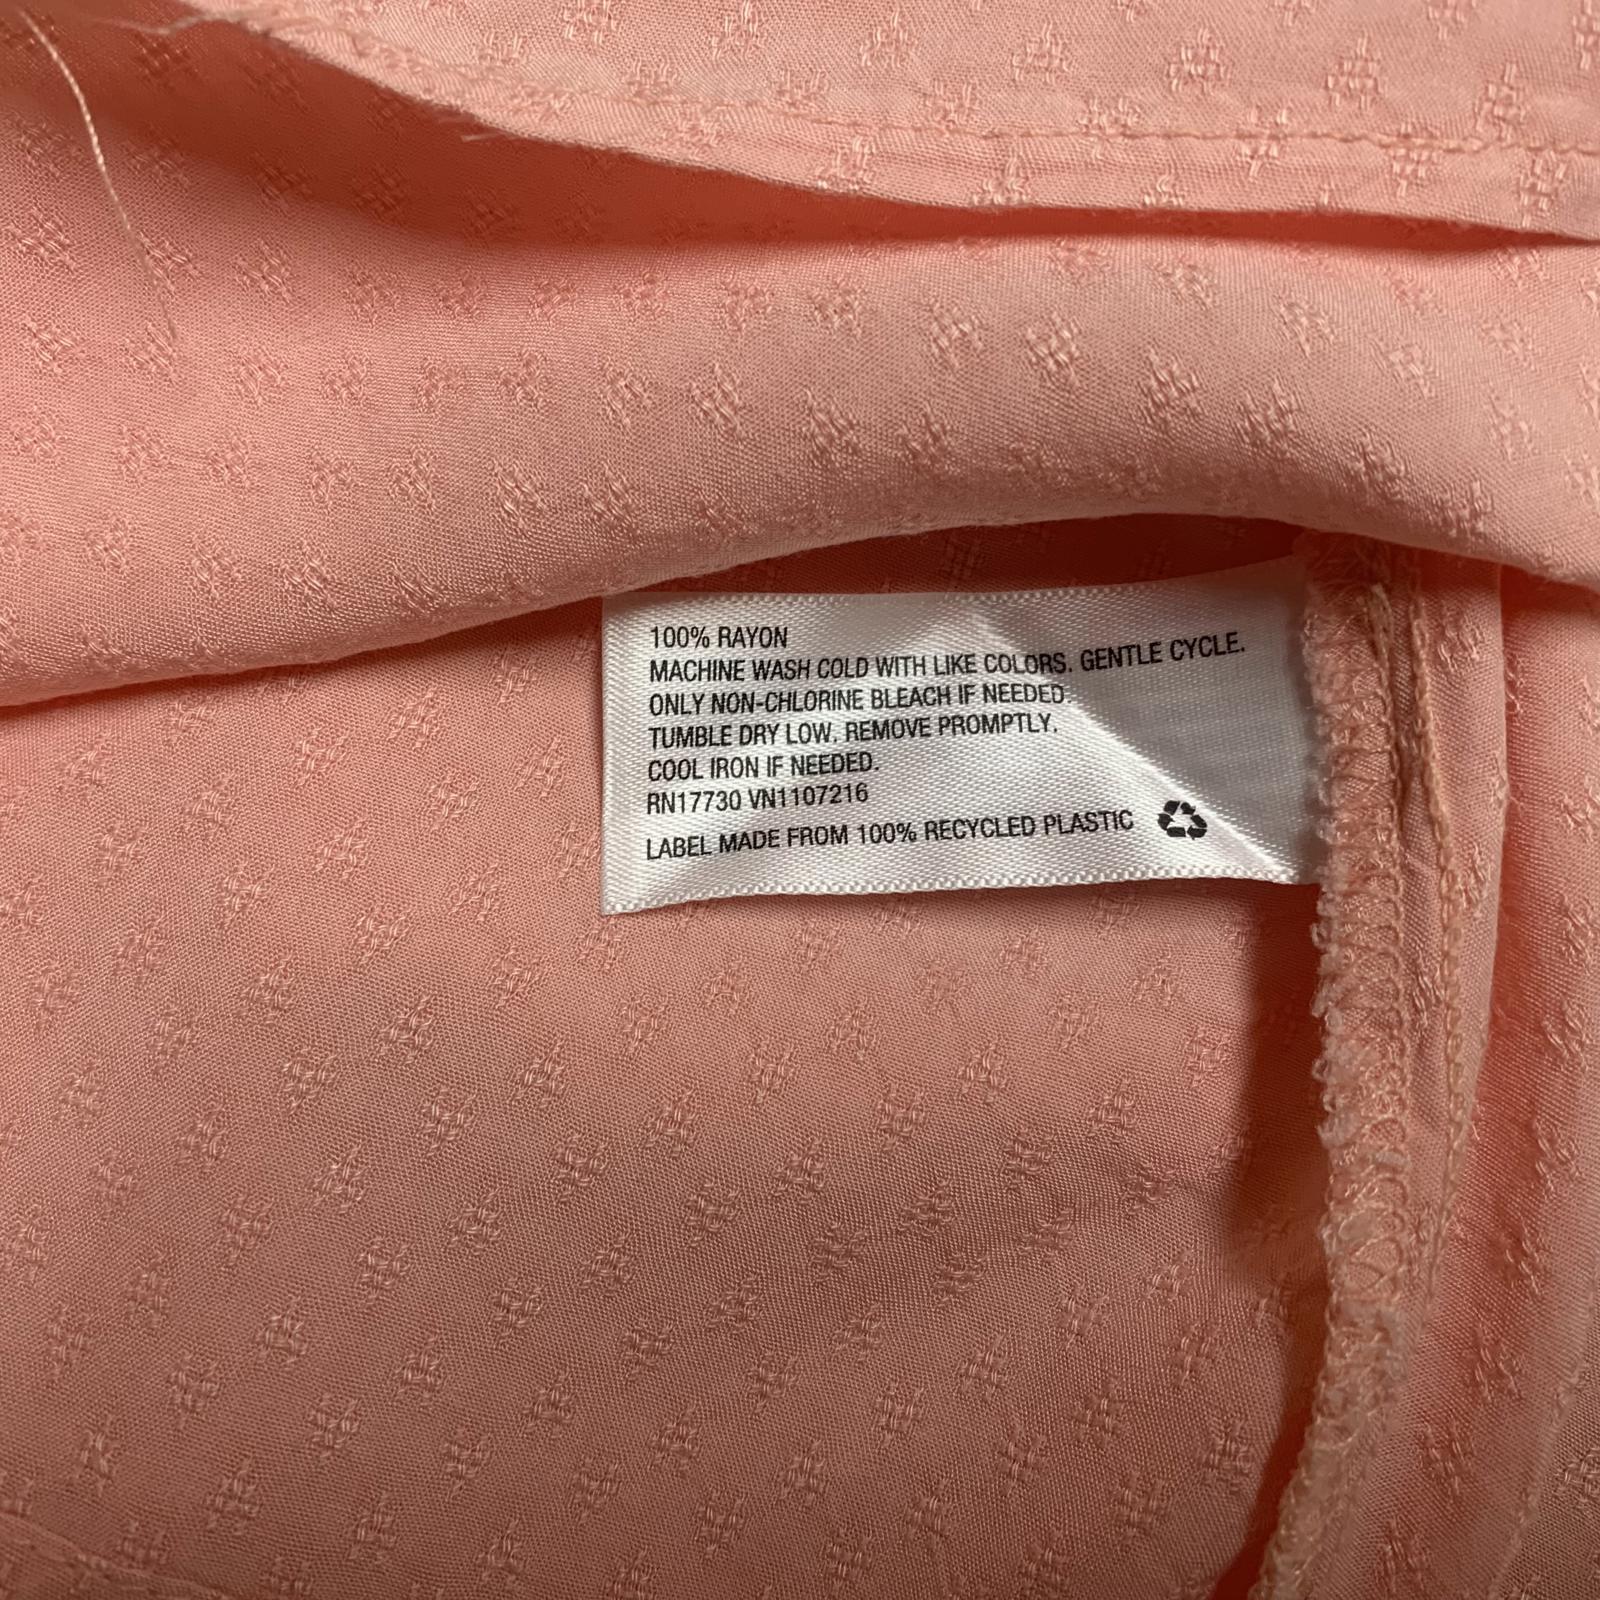 100% RAYON
MACHINE WASH COLD WITH LIKE COLORS. GENTLE CYCLE.
ONLY NON-CHLORINE BLEACH IF NEEDED.
TUMBLE DRY LOW. REMOVE PROMPTLY.
COOL IRON IF NEEDED.
RN17730 VN1107216
LABEL MADE FROM 100% RECYCLED PLASTIC